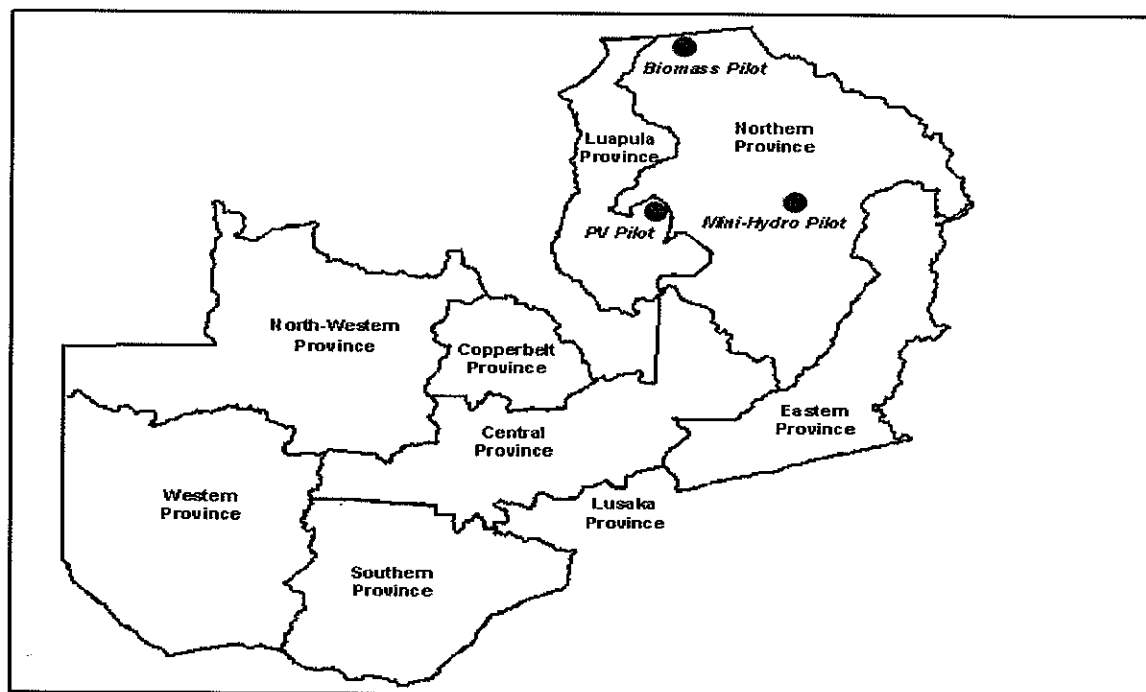 Biomass Pilot
Luapula
Province
Northern
Province
PV Pilot
Mini-Hydro Pilot
North-Western
Province
Copperbelt
Province
Central
Province
Eastern
Province
Western
Province
Lusaka
Province
Southern
Province